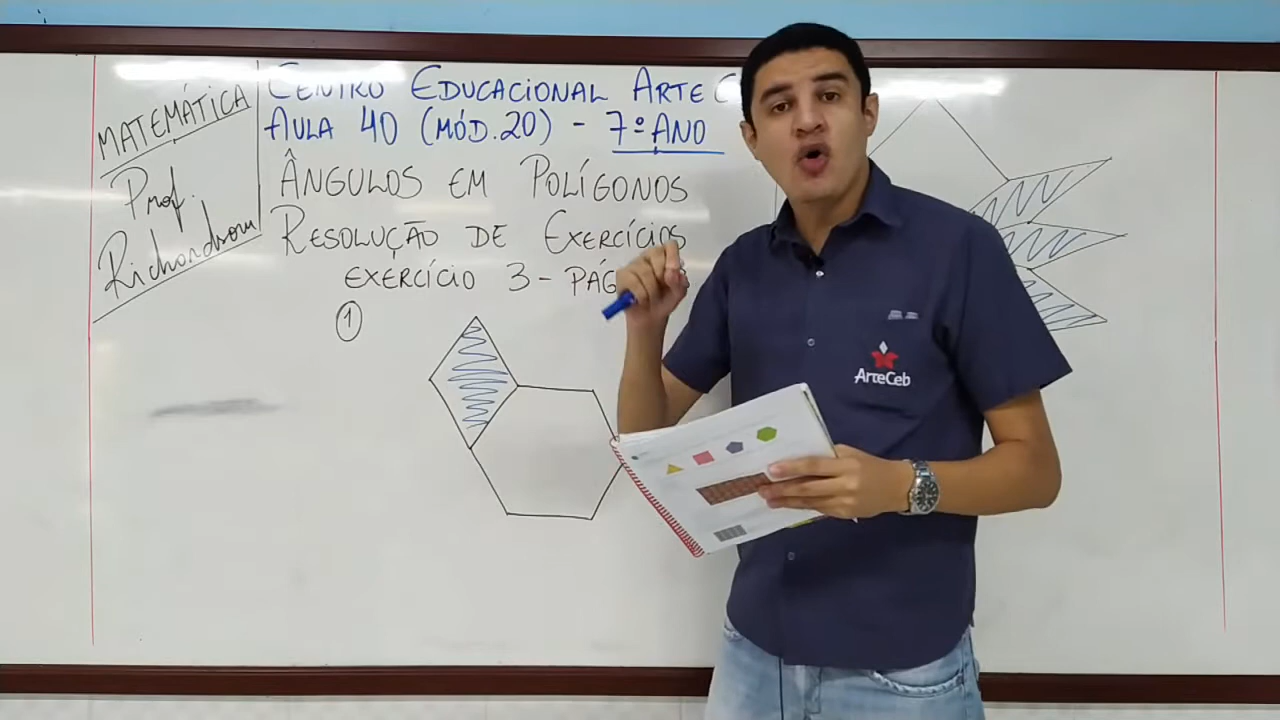 MATEMÁTICA
Prof.
Richardson
CENTRO EDUCACIONAL ARTE C
AULA 40 (MÓD.20) - 7º ANO
ÂNGULOS EM POLÍGONOS
RESOLUÇÃO DE EXERCÍCIOS
EXERCÍCIO 3 - PÁG
1
ArteCeb